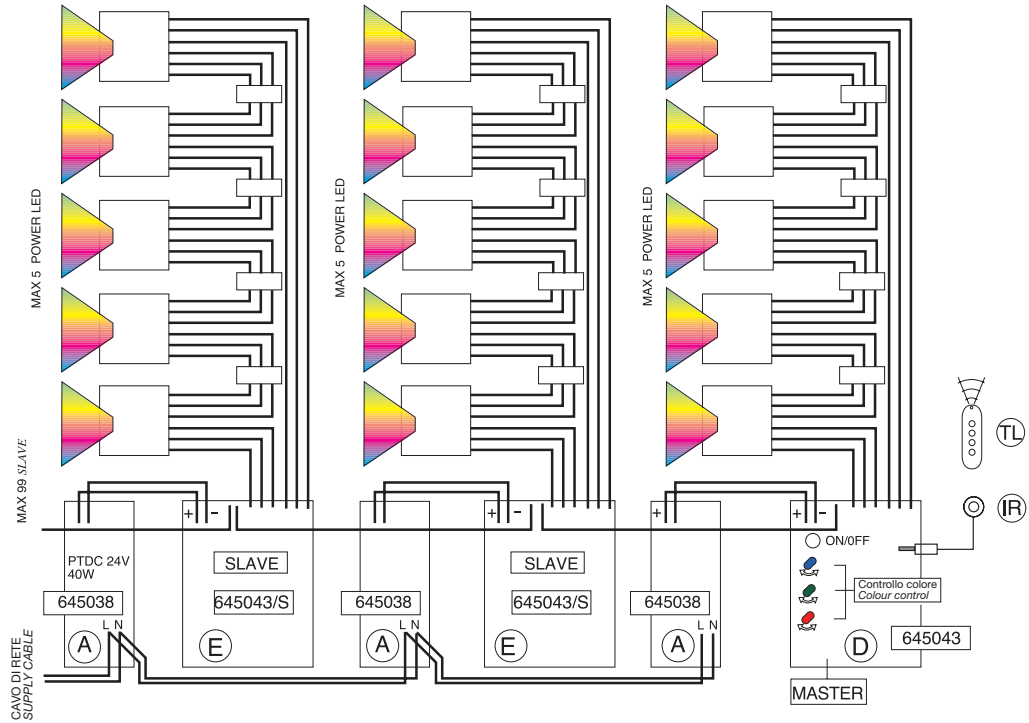 MAX 5 POWER LED
MAX 5 POWER LED
MAX 5 POWER LED
MAX 99 SLAVE
TL
IR
+ -
+ -
+
+ -
ON/0FF
PTDC 24V
40W
SLAVE
SLAVE
Controllo colore
Colour control
645038
645043/S
645038
645043/S
645038
645043
L N
L N
L N
A
E
A
E
A
D
MASTER
CAVO DI RETE
SUPPLY CABLE